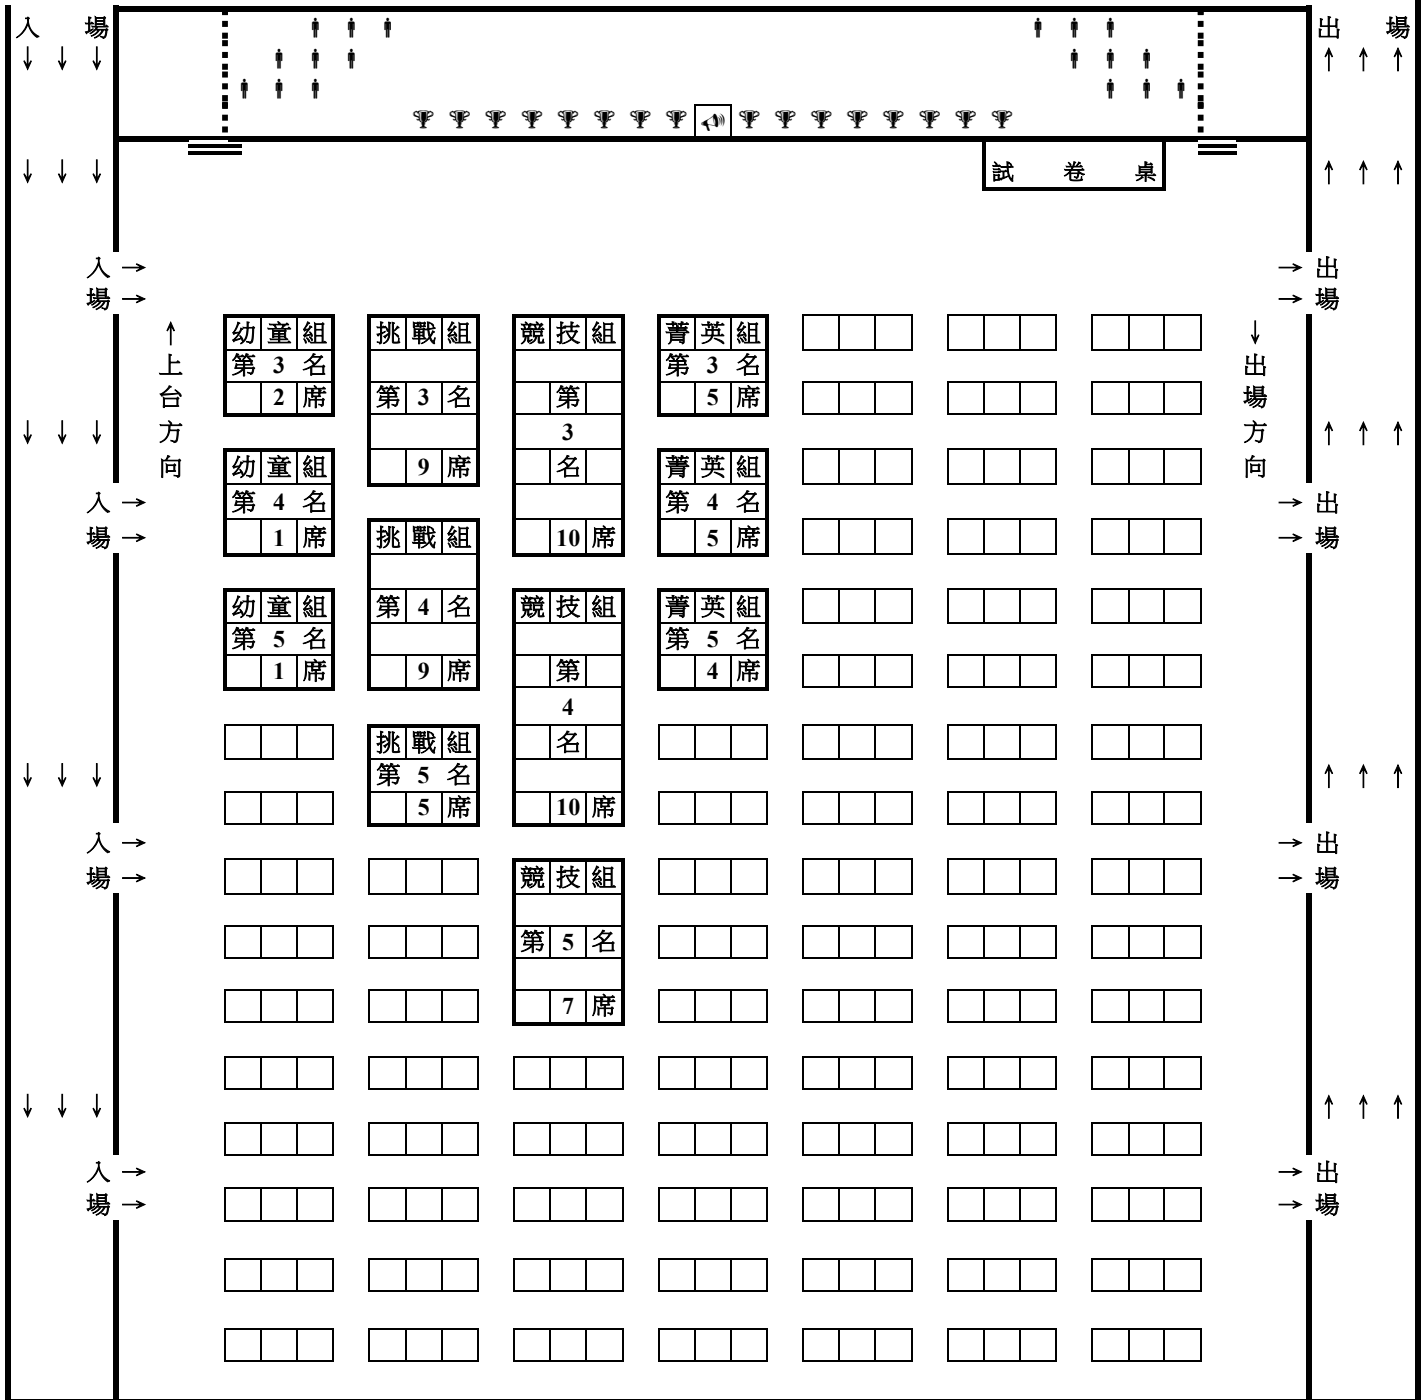 入 場
出 場
↓ ↓ ↓
↑ ↑ ↑
↓ ↓ ↓
試 卷 桌
↑ ↑ ↑
入 →
場 →
→ 出
→ 場
↑
上
台
方
向
幼 童 組
第 3 名
2 席
幼 童 組
第 4 名
1 席
幼 童 組
第 5 名
1 席
挑 戰 組
第 3 名
9 席
挑 戰 組
第 4 名
9 席
挑 戰 組
第 5 名
5 席
競 技 組
第
3
名
10 席
競 技 組
第
4
名
10 席
競 技 組
第 5 名
7 席
菁 英 組
第 3 名
5 席
菁 英 組
第 4 名
5 席
菁 英 組
第 5 名
4 席
↓
出
場
方
向
↓ ↓ ↓
↑ ↑ ↑
入 →
場 →
→ 出
→ 場
↓ ↓ ↓
↑ ↑ ↑
入 →
場 →
→ 出
→ 場
↓ ↓ ↓
↑ ↑ ↑
入 →
場 →
→ 出
→ 場